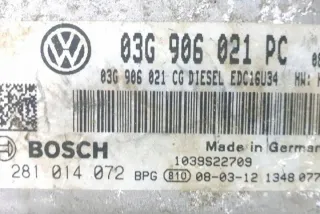 03G 906 021 PC
03G 906 021 CG DIESEL EDC16U34 HW:
BOSCH
Made in German
1039S22709
281 014 072 BPG 810 08-03-12 1348 077